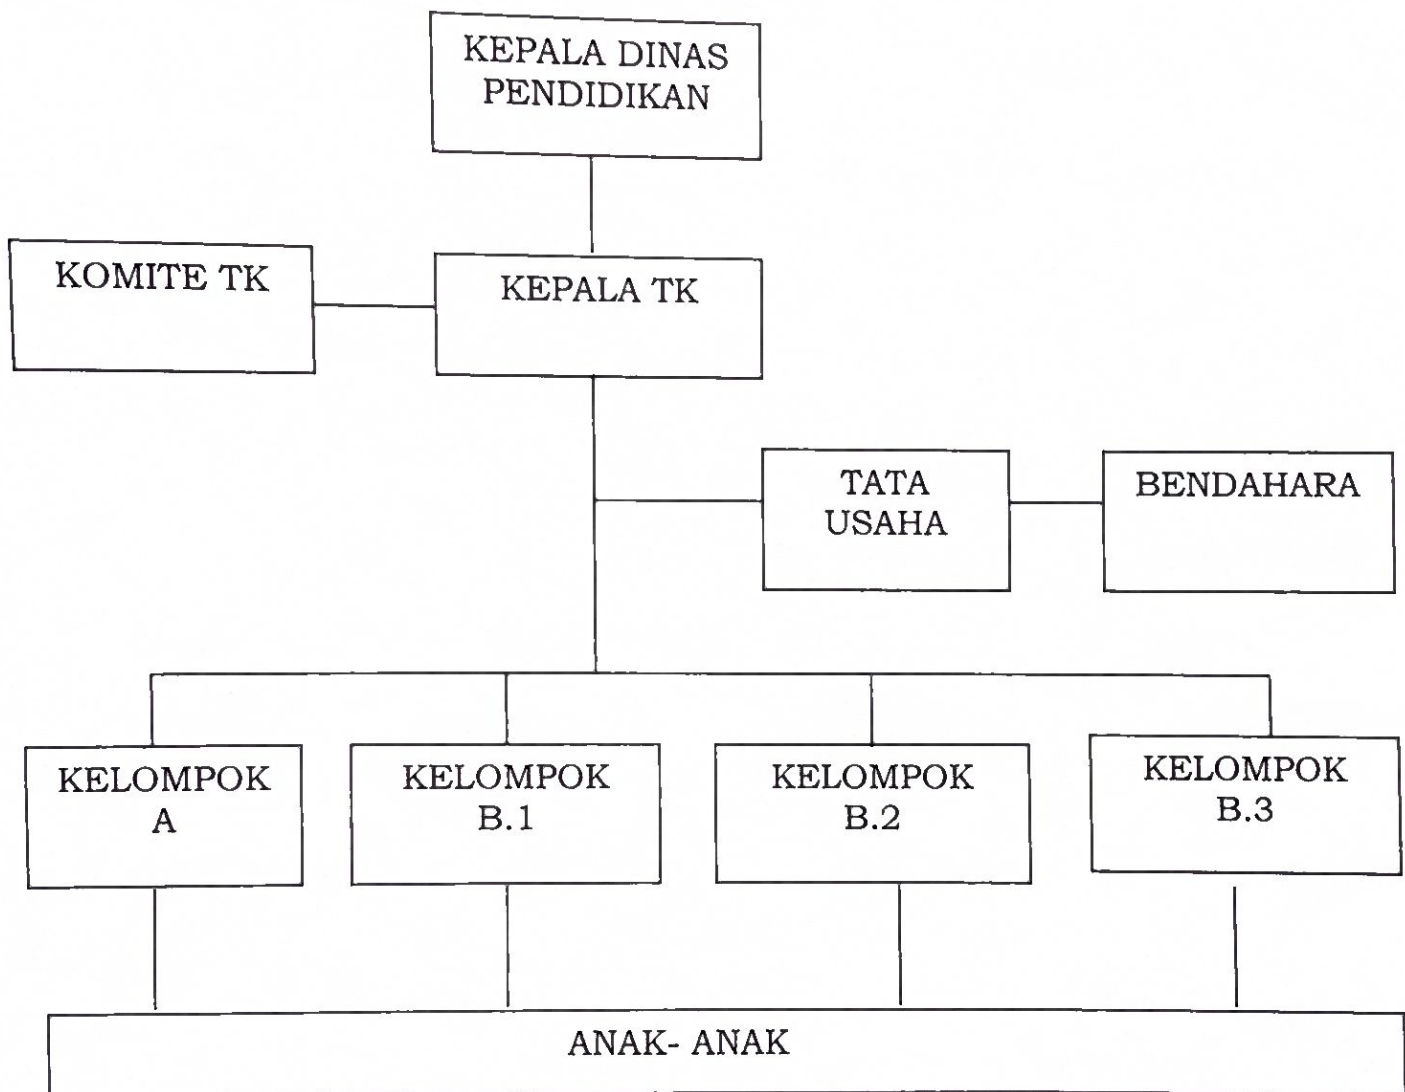 KEPALA DINAS
PENDIDIKAN
KOMITE TK
KEPALA TK
TATA
USAHA
BENDAHARA
KELOMPOK
A
KELOMPOK
B.1
KELOMPOK
B.2
KELOMPOK
B.3
ANAK- ANAK